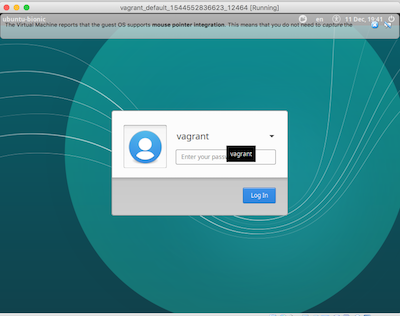 vagrant_default_1544552836623_12464 [Running]
ubuntu-bionic
en
11 Dec, 19:41
The Virtual Machine reports that the guest OS supports mouse pointer integration. This means that you do not need to capture the
vagrant
Enter your pass
vagrant
Log In